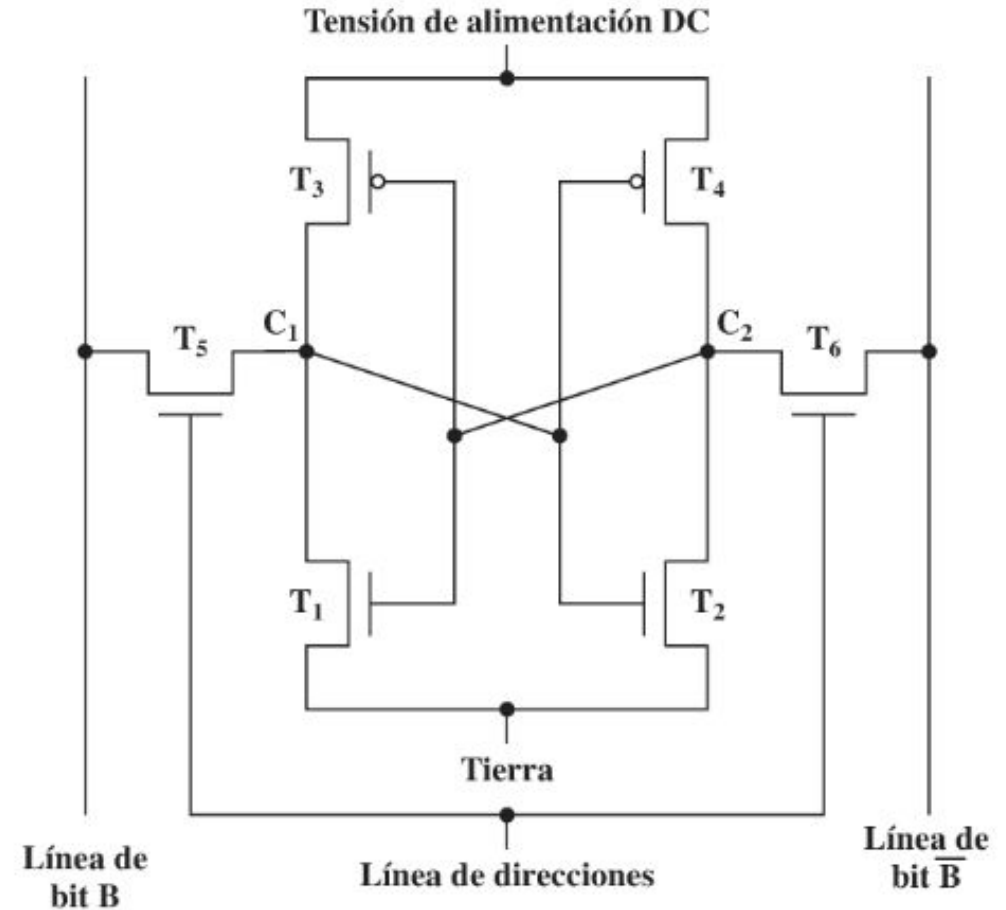 Tensión de alimentación DC
T3
T4
C1
C2
T5
T6
T1
T2
Tierra
Línea de
bit B
Línea de direcciones
Línea de
bit B̅